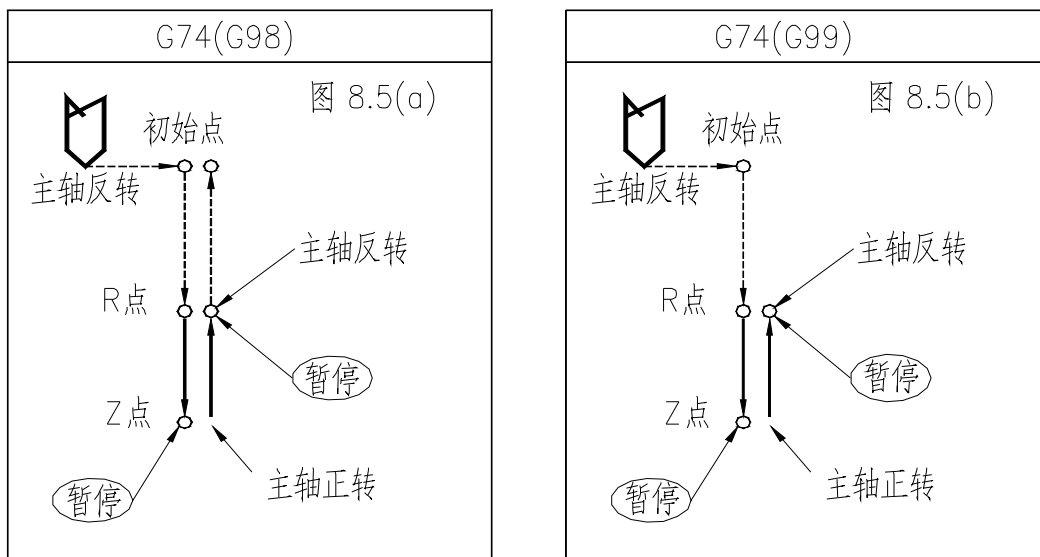 G74(G98)
图 8.5(a)
初始点
主轴反转
主轴反转
R点
暂停
Z点
主轴正转
暂停
G74(G99)
图 8.5(b)
初始点
主轴反转
主轴反转
R点
暂停
Z点
主轴正转
暂停